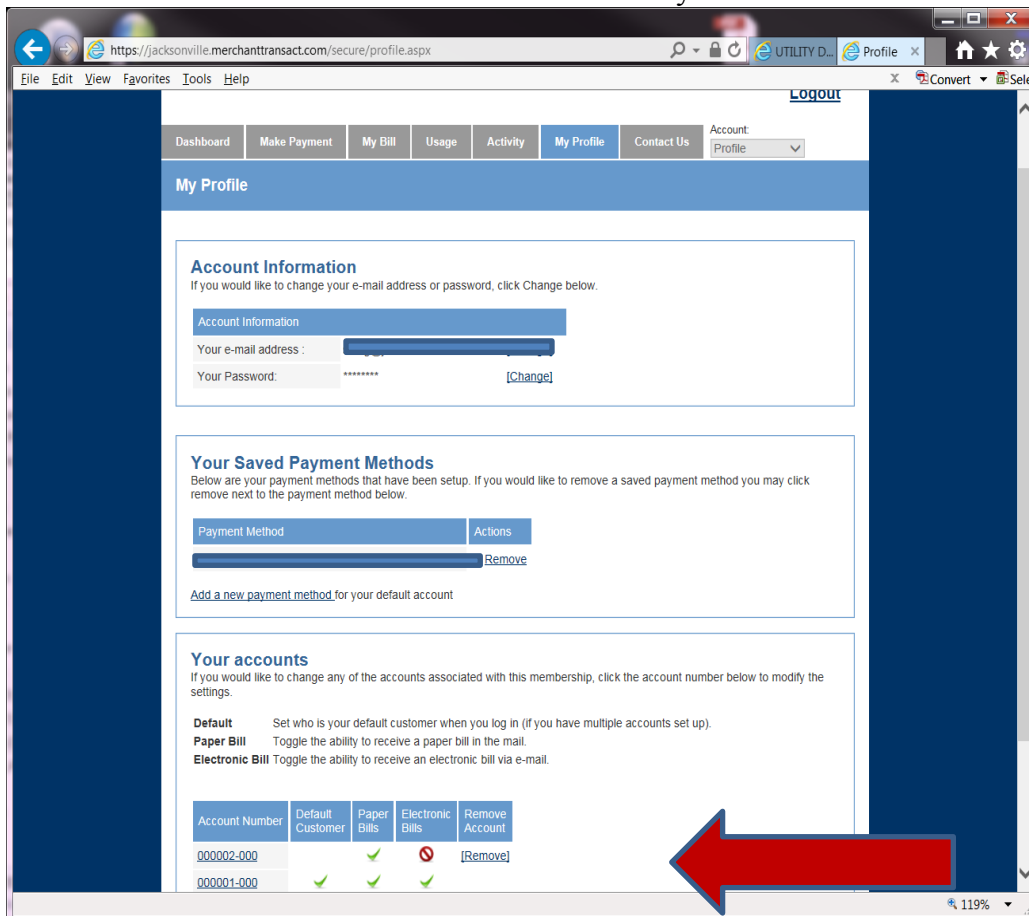 https://jacksonville.merchanttransact.com/secure/profile.aspx
UTILITY D...
Profile
File Edit View Favorites Tools Help
Convert
Sele
Logout
Dashboard
Make Payment
My Bill
Usage
Activity
My Profile
Contact Us
Account:
Profile
My Profile
Account Information
If you would like to change your e-mail address or password, click Change below.
Account Information
Your e-mail address :
Your Password: ******** [Change]
Your Saved Payment Methods
Below are your payment methods that have been setup. If you would like to remove a saved payment method you may click
remove next to the payment method below.
Payment Method Actions
Remove
Add a new payment method for your default account
Your accounts
If you would like to change any of the accounts associated with this membership, click the account number below to modify the
settings.
Default Set who is your default customer when you log in (if you have multiple accounts set up).
Paper Bill Toggle the ability to receive a paper bill in the mail.
Electronic Bill Toggle the ability to receive an electronic bill via e-mail.
Account Number
Default
Customer
Paper
Bills
Electronic
Bills
Remove
Account
000002-000 [Remove]
000001-000
119%